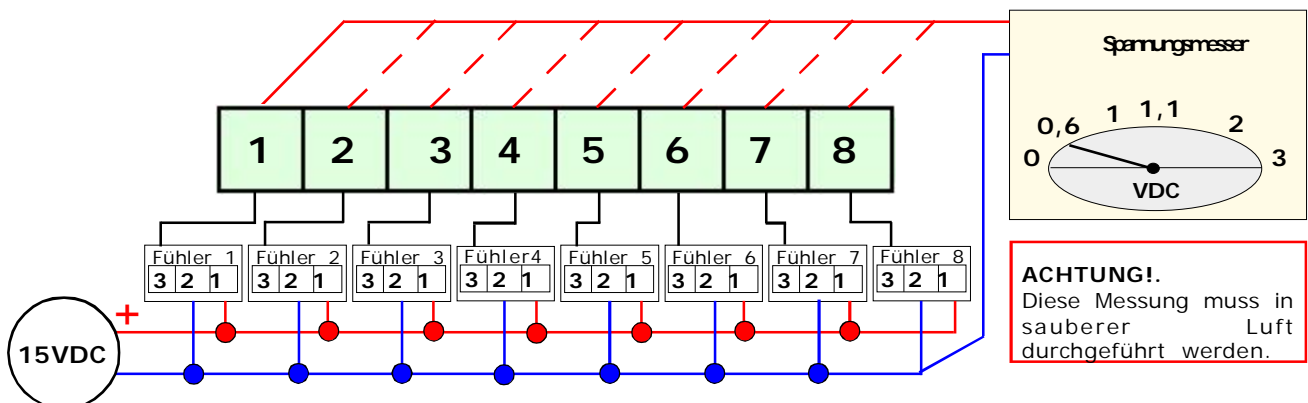 Spannungsmesser
0 0,6 1 1,1 2 3
VDC
1 2 3 4 5 6 7 8
Fühler 1 Fühler 2 Fühler 3 Fühler4 Fühler 5 Fühler 6 Fühler 7 Fühler 8
3 2 1 3 2 1 3 2 1 3 2 1 3 2 1 3 2 1 3 2 1 3 2 1
+
15VDC
ACHTUNG!.
Diese Messung muss in
sauberer Luft
durchgeführt werden.